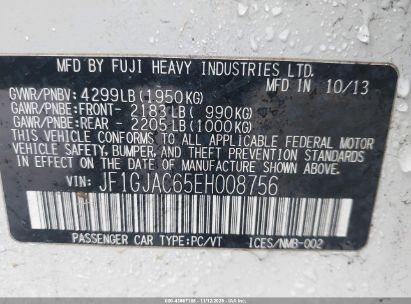 MFD BY FUJI HEAVY INDUSTRIES LTD.
IN 10/13
GVWR/PNBV: 4299LB(1950KG)
GAWR/PNBE:FRONT- 2183LB( 990KG)
GAWR/PNBE:REAR - 2205LB(1000KG)
THIS VEHICLE CONFORMS TO ALL APPLICABLE FEDERAL MOTOR
VEHICLE SAFETY, BUMPER, AND THEFT PREVENTION STANDARDS
IN EFFECT ON THE DATE OF MANUFACTURE SHOWN ABOVE.
VIN: JF1GJAC65EH008756
PASSENGER CAR TYPE:PC/VT ICES/NMB-002